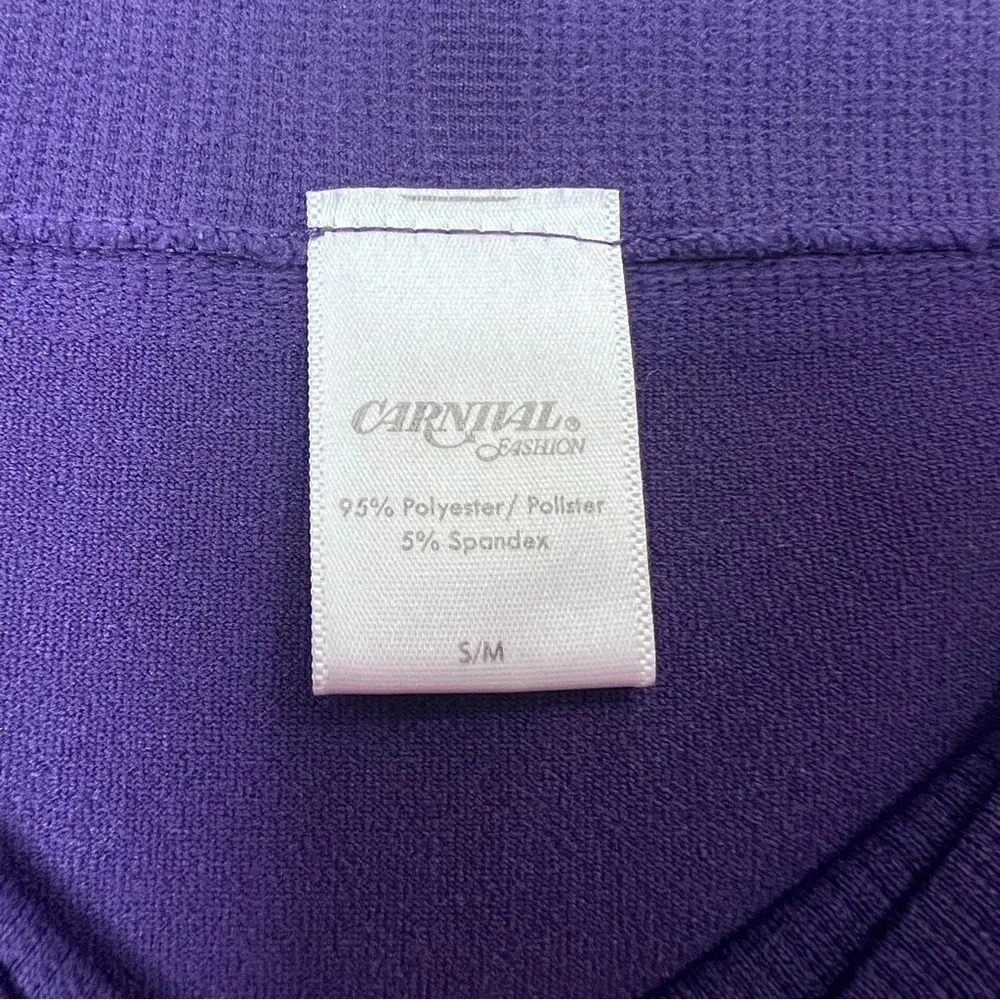 CARNIVAL®
FASHION
95% Polyester/ Pollster
5% Spandex
S/M